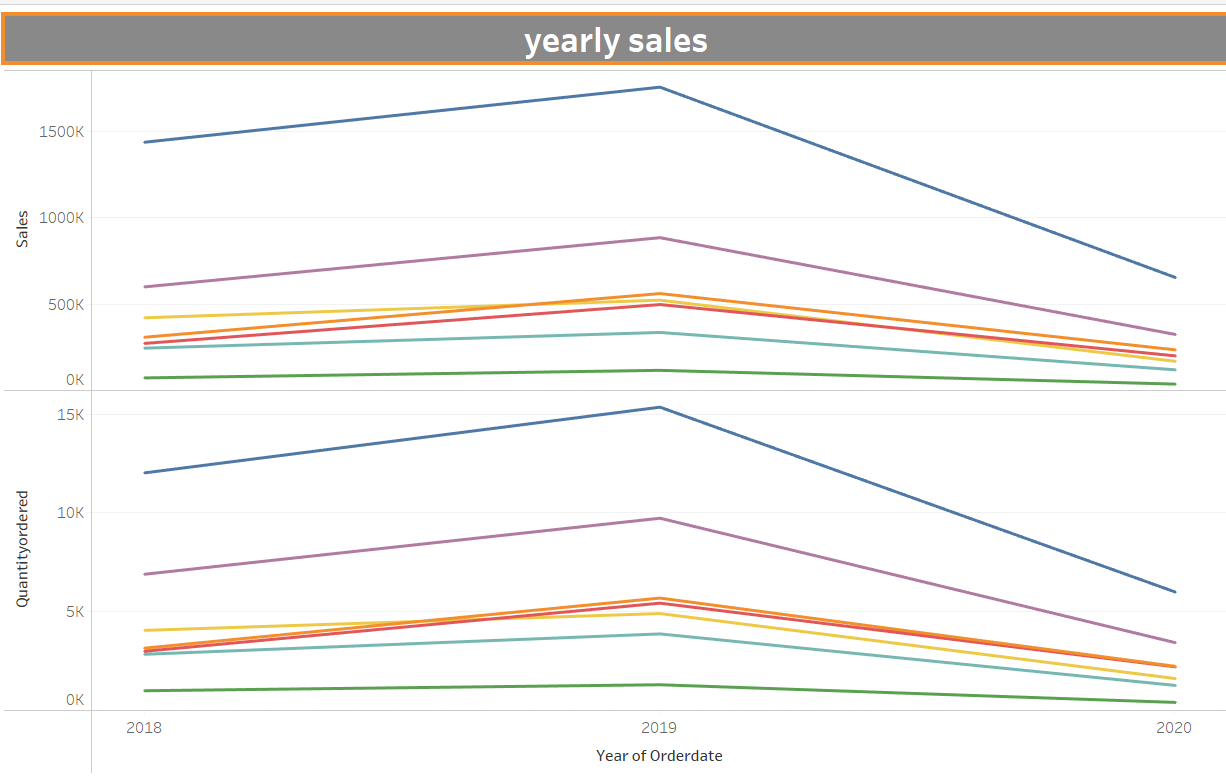 yearly sales
Sales
1500K
1000K
500K
0K
Quantityordered
15K
10K
5K
0K
2018
2019
2020
Year of Orderdate